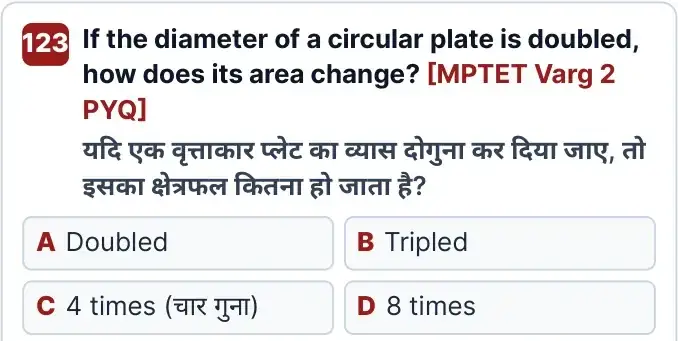 123 If the diameter of a circular plate is doubled,
how does its area change? [MPTET Varg 2
PYQ]
यदि एक वृत्ताकार प्लेट का व्यास दोगुना कर दिया जाए, तो
इसका क्षेत्रफल कितना हो जाता है?
A Doubled
B Tripled
C 4 times (चार गुना)
D 8 times